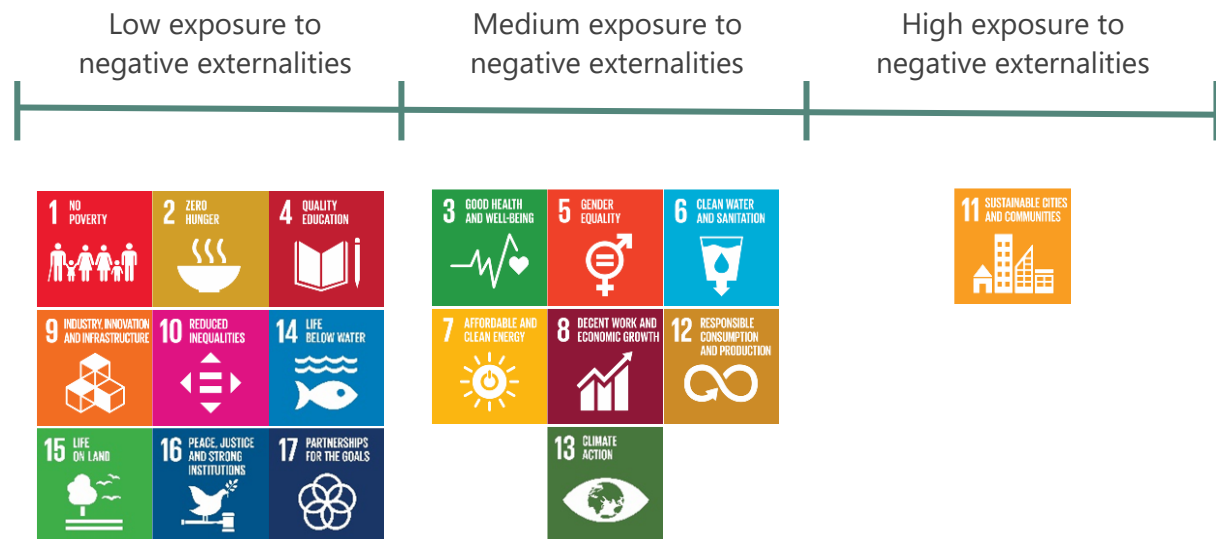 Low exposure to
negative externalities
Medium exposure to
negative externalities
High exposure to
negative externalities
1 NO
POVERTY
2 ZERO
HUNGER
4 QUALITY
EDUCATION
9 INDUSTRY, INNOVATION
AND INFRASTRUCTURE
10 REDUCED
INEQUALITIES
14 LIFE
BELOW WATER
15 LIFE
ON LAND
16 PEACE, JUSTICE
AND STRONG
INSTITUTIONS
17 PARTNERSHIPS
FOR THE GOALS
3 GOOD HEALTH
AND WELL-BEING
5 GENDER
EQUALITY
6 CLEAN WATER
AND SANITATION
7 AFFORDABLE AND
CLEAN ENERGY
8 DECENT WORK AND
ECONOMIC GROWTH
12 RESPONSIBLE
CONSUMPTION
AND PRODUCTION
13 CLIMATE
ACTION
11 SUSTAINABLE CITIES
AND COMMUNITIES